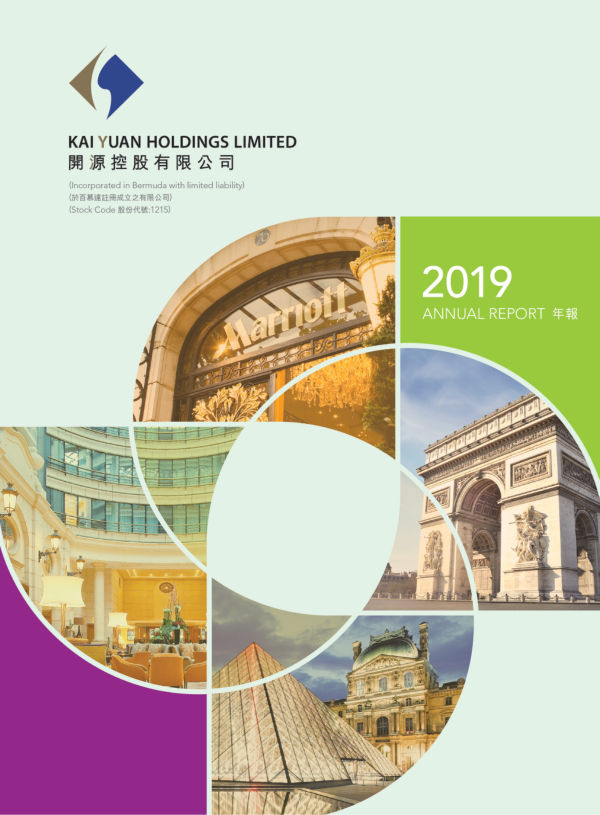 KAI YUAN HOLDINGS LIMITED
開源控股有限公司
(Incorporated in Bermuda with limited liability)
(於百慕達註冊成立之有限公司)
(Stock Code 股份代號:1215)
Marriott
2019
ANNUAL REPORT 年報